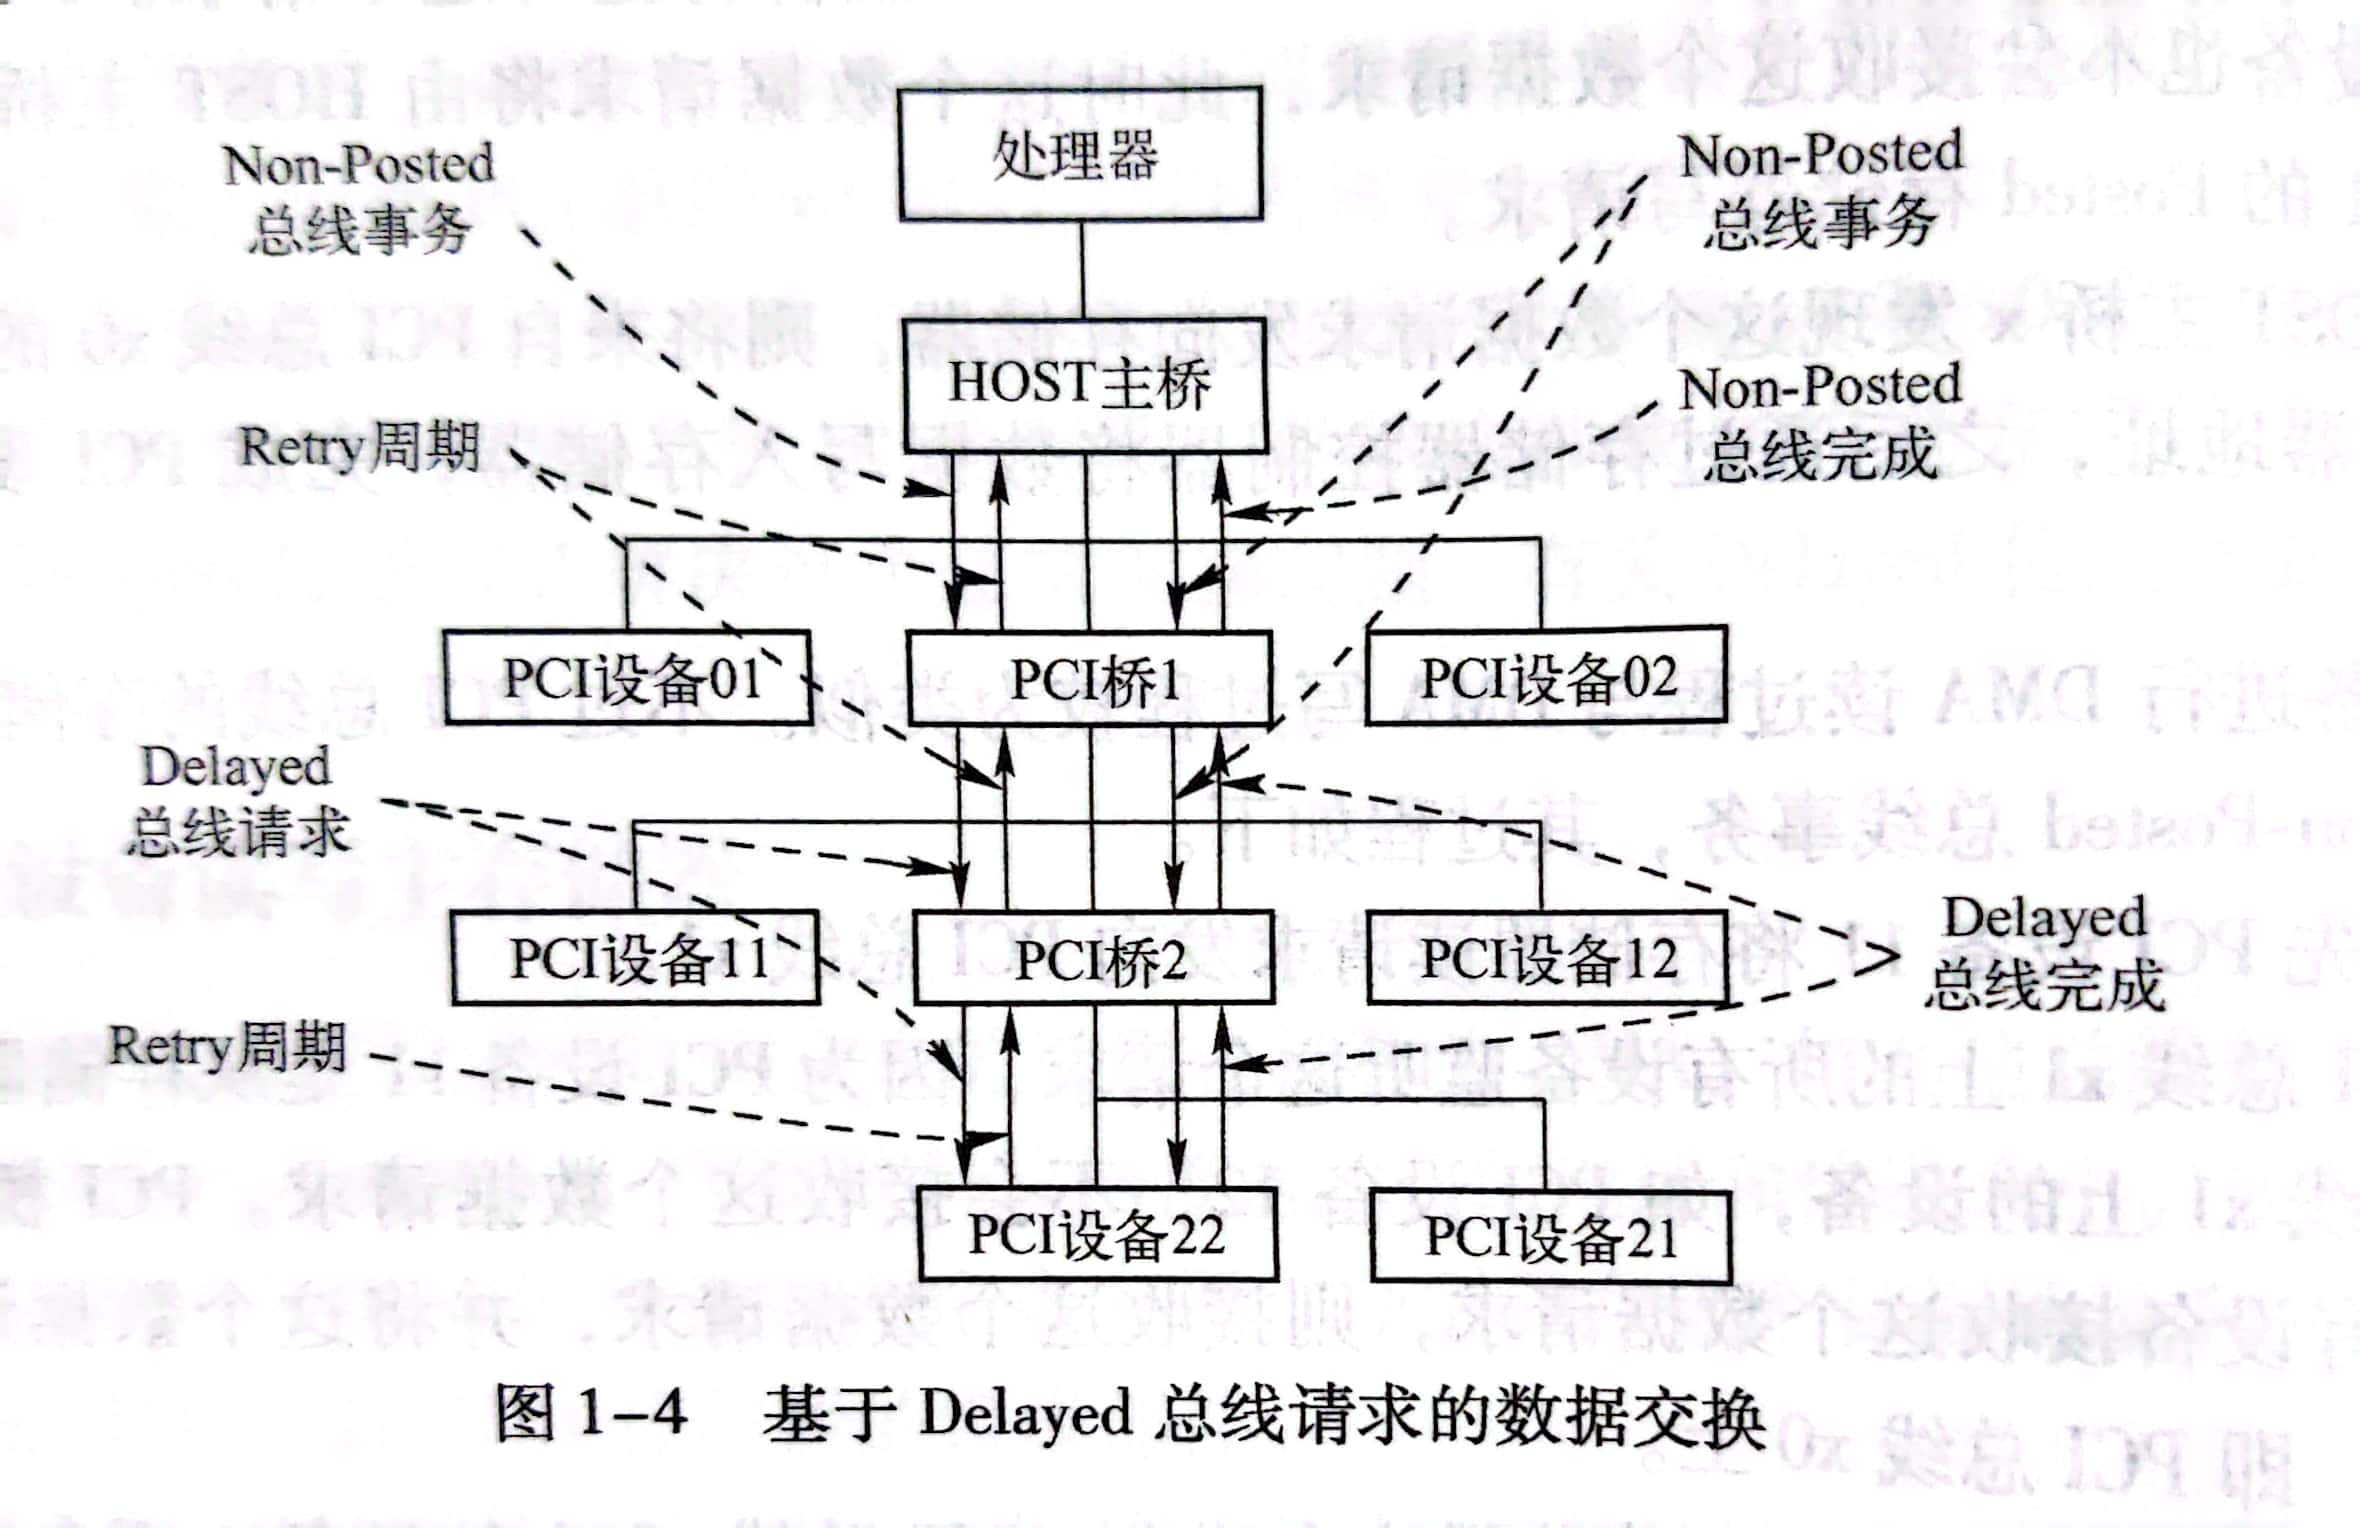 处理器
Non-Posted
总线事务
Non-Posted
总线事务
HOST主桥
Retry周期
Non-Posted
总线完成
PCI设备01
PCI桥1
PCI设备02
Delayed
总线请求
PCI设备11
PCI桥2
PCI设备12
Delayed
总线完成
Retry周期
PCI设备22
PCI设备21
图 1-4 基于 Delayed 总线请求的数据交换